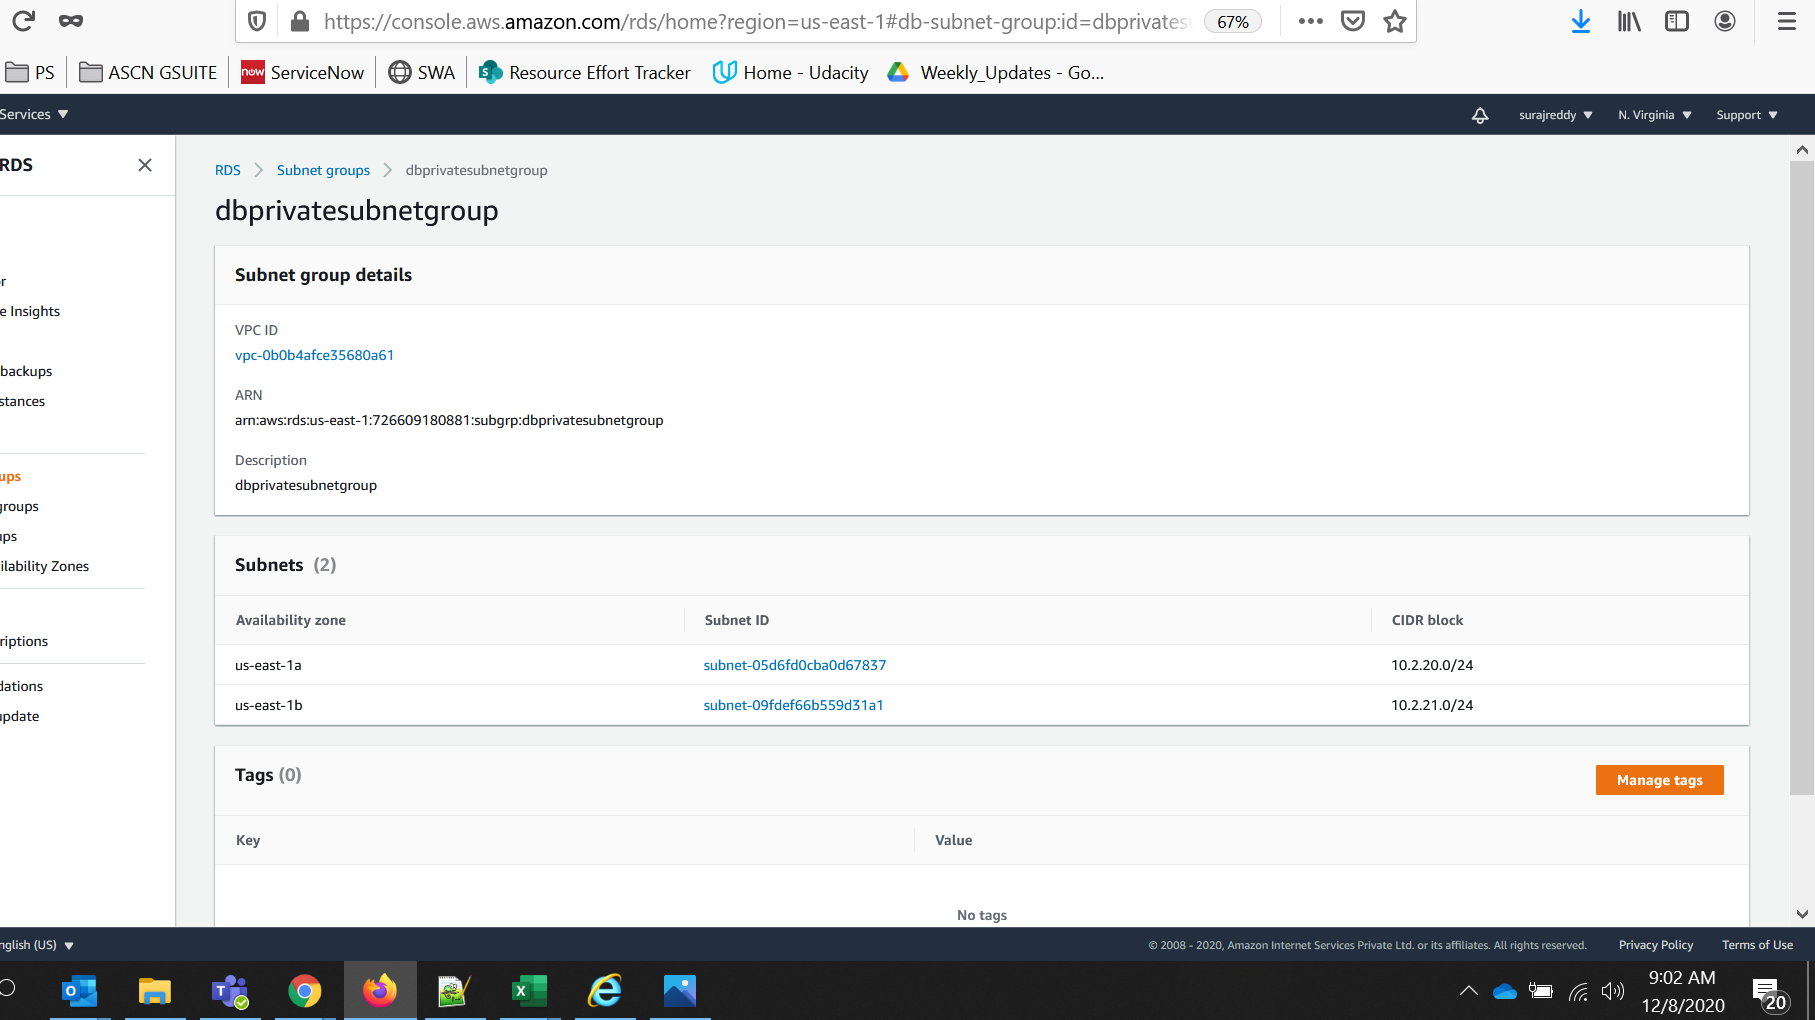 https://console.aws.amazon.com/rds/home?region=us-east-1#db-subnet-group:id=dbprivatesu 67%
PS ASCN GSUITE now ServiceNow SWA Resource Effort Tracker Home - Udacity Weekly_Updates - Go...
Services surajreddy N. Virginia Support
RDS
r
e Insights
backups
stances
ups
groups
ups
ilability Zones
riptions
dations
update
RDS Subnet groups dbprivatesubnetgroup
dbprivatesubnetgroup
Subnet group details
VPC ID
vpc-0b0b4afce35680a61
ARN
arn:aws:rds:us-east-1:726609180881:subgrp:dbprivatesubnetgroup
Description
dbprivatesubnetgroup
Subnets (2)
Availability zone Subnet ID CIDR block
us-east-1a subnet-05d6fd0cba0d67837 10.2.20.0/24
us-east-1b subnet-09fdef66b559d31a1 10.2.21.0/24
Tags (0) Manage tags
Key Value
No tags
nglish (US) © 2008 - 2020, Amazon Internet Services Private Ltd. or its affiliates. All rights reserved. Privacy Policy Terms of Use
9:02 AM
12/8/2020
20